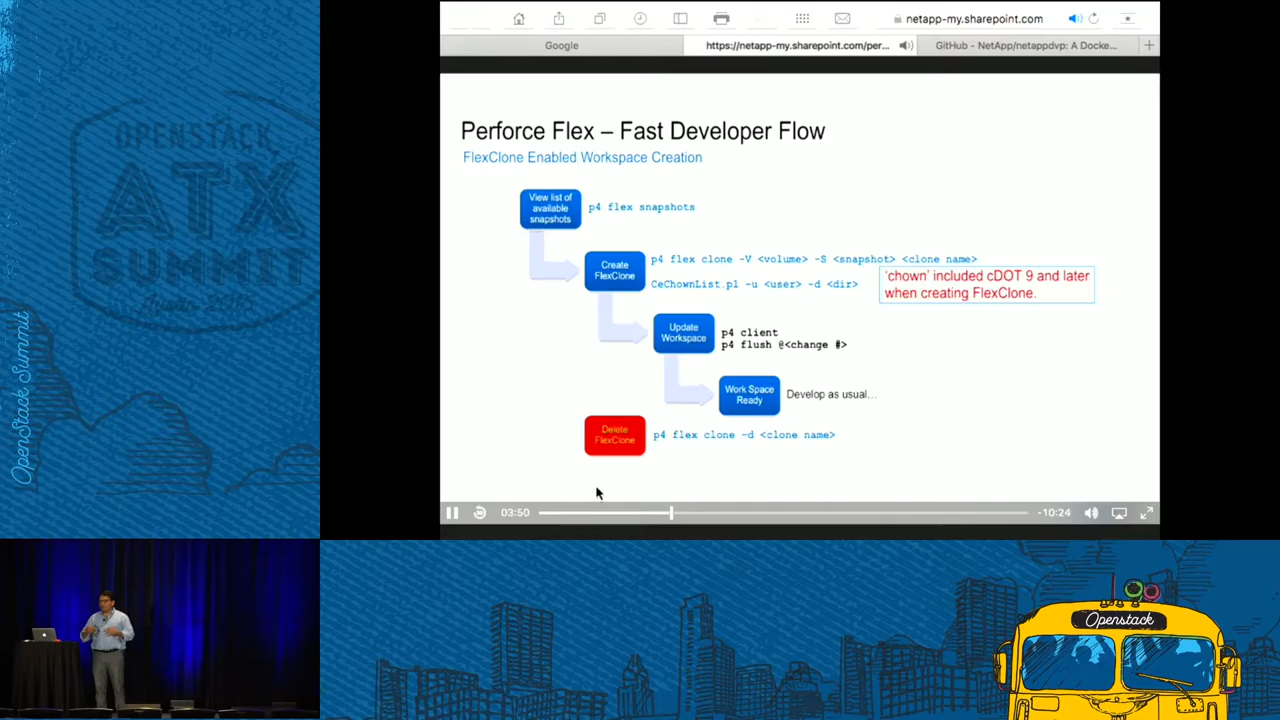 netapp-my.sharepoint.com
Google
https://netapp-my.sharepoint.com/per...
GitHub - NetApp/netappdvp: A Docke...
OPENSTACK
ATX
SUMMIT
OpenStack Summit
Perforce Flex – Fast Developer Flow
FlexClone Enabled Workspace Creation
View list of
available
snapshots
p4 flex snapshots
Create
FlexClone
p4 flex clone -V <volume> -S <snapshot> <clone name>
CeChownList.pl -u <user> -d <dir>
'chown' included cDOT 9 and later
when creating FlexClone.
Update
Workspace
p4 client
p4 flush @<change #>
Work Space
Ready
Develop as usual…
Delete
FlexClone
p4 flex clone -d <clone name>
03:50
-10:24
Openstack